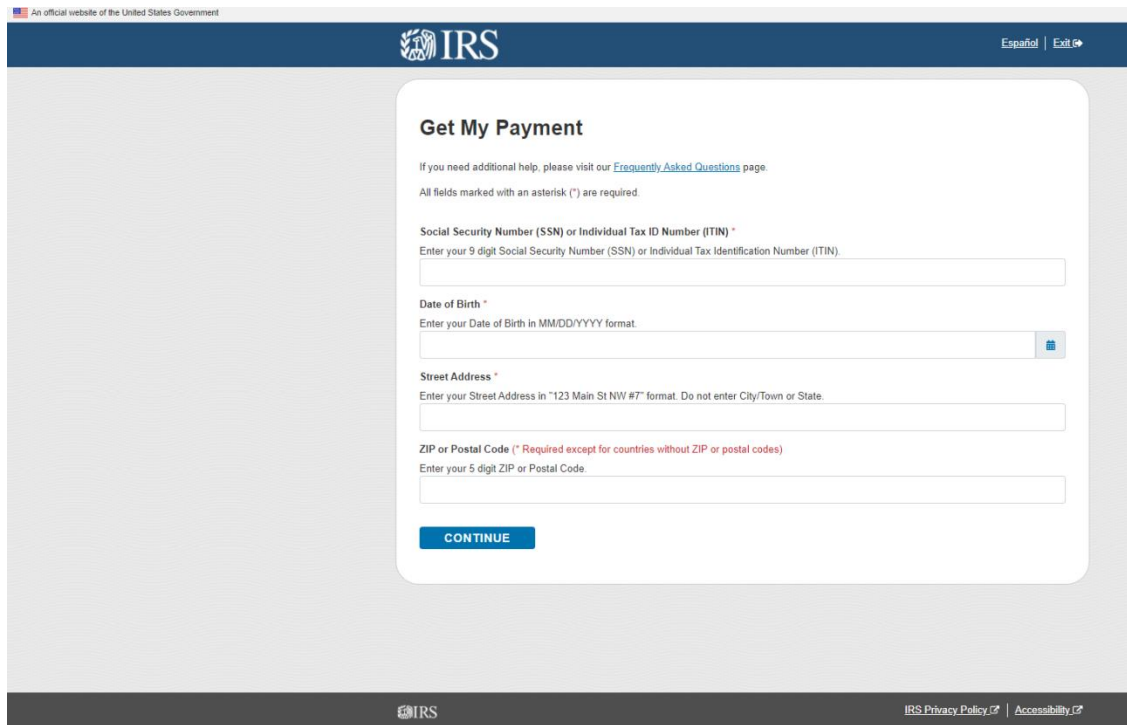 An official website of the United States Government
IRS
Español | Exit
Get My Payment
If you need additional help, please visit our Frequently Asked Questions page.
All fields marked with an asterisk (*) are required.
Social Security Number (SSN) or Individual Tax ID Number (ITIN) *
Enter your 9 digit Social Security Number (SSN) or Individual Tax Identification Number (ITIN).
Date of Birth *
Enter your Date of Birth in MM/DD/YYYY format.
Street Address *
Enter your Street Address in "123 Main St NW #7" format. Do not enter City/Town or State.
ZIP or Postal Code (* Required except for countries without ZIP or postal codes)
Enter your 5 digit ZIP or Postal Code.
CONTINUE
IRS
IRS Privacy Policy | Accessibility